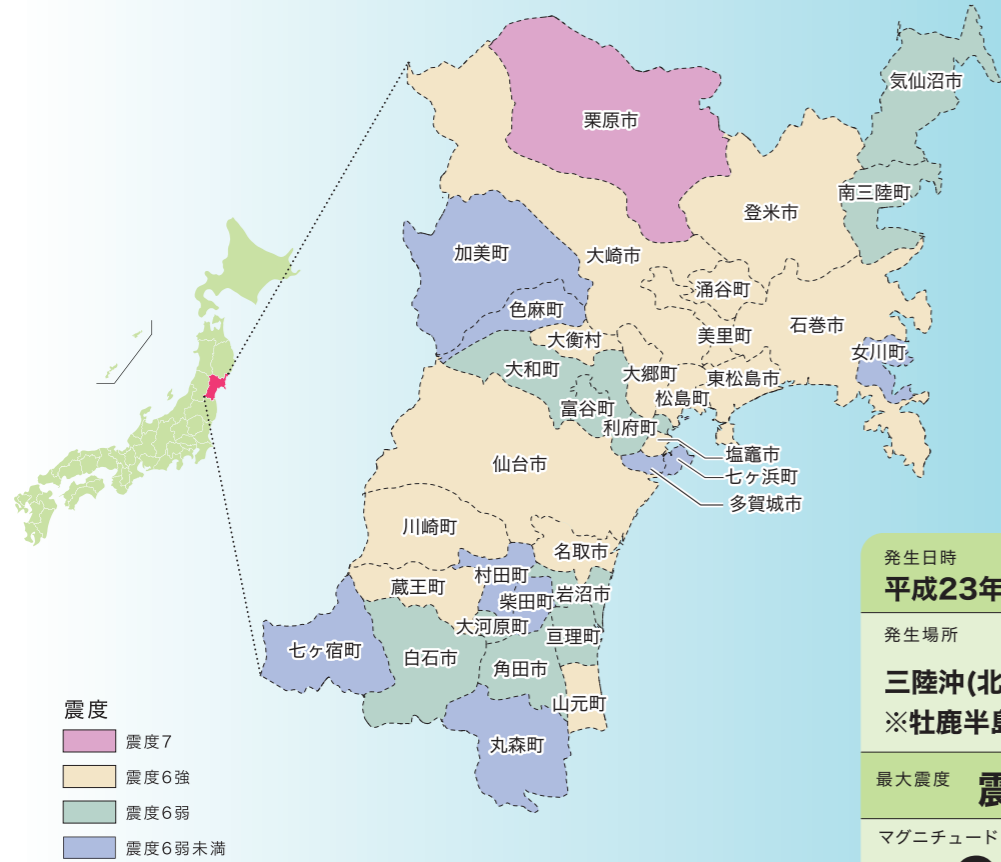 気仙沼市
栗原市
南三陸町
登米市
加美町
大崎市
涌谷町
色麻町
石巻市
美里町
大衡村
女川町
大和町
大郷町
東松島市
松島町
富谷町
利府町
塩竈市
仙台市
七ヶ浜町
多賀城市
川崎町
名取市
村田町
蔵王町
岩沼市
柴田町
大河原町
亘理町
七ヶ宿町
白石市
角田市
山元町
丸森町
震度
震度7
震度6強
震度6弱
震度6弱未満
発生日時
平成23年
発生場所
三陸沖(北
※牡鹿半島
最大震度 震
マグニチュード